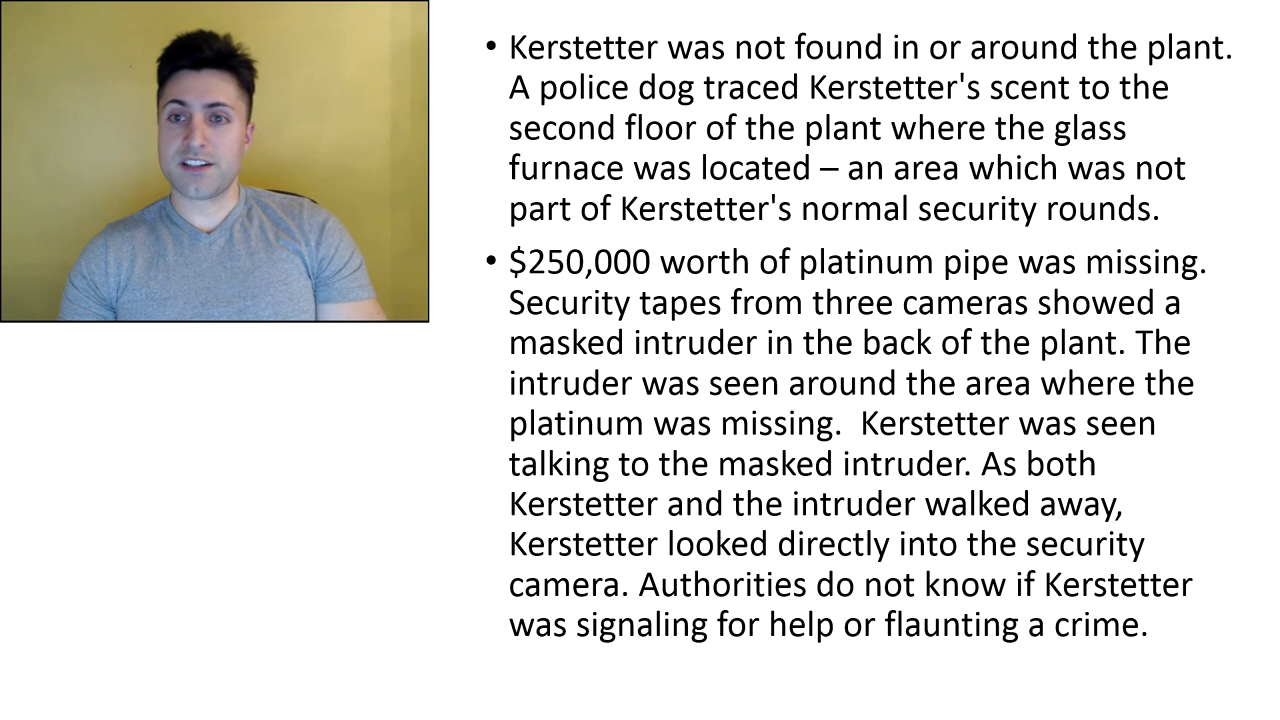 • Kerstetter was not found in or around the plant.
A police dog traced Kerstetter's scent to the
second floor of the plant where the glass
furnace was located – an area which was not
part of Kerstetter's normal security rounds.
• $250,000 worth of platinum pipe was missing.
Security tapes from three cameras showed a
masked intruder in the back of the plant. The
intruder was seen around the area where the
platinum was missing.  Kerstetter was seen
talking to the masked intruder. As both
Kerstetter and the intruder walked away,
Kerstetter looked directly into the security
camera. Authorities do not know if Kerstetter
was signaling for help or flaunting a crime.